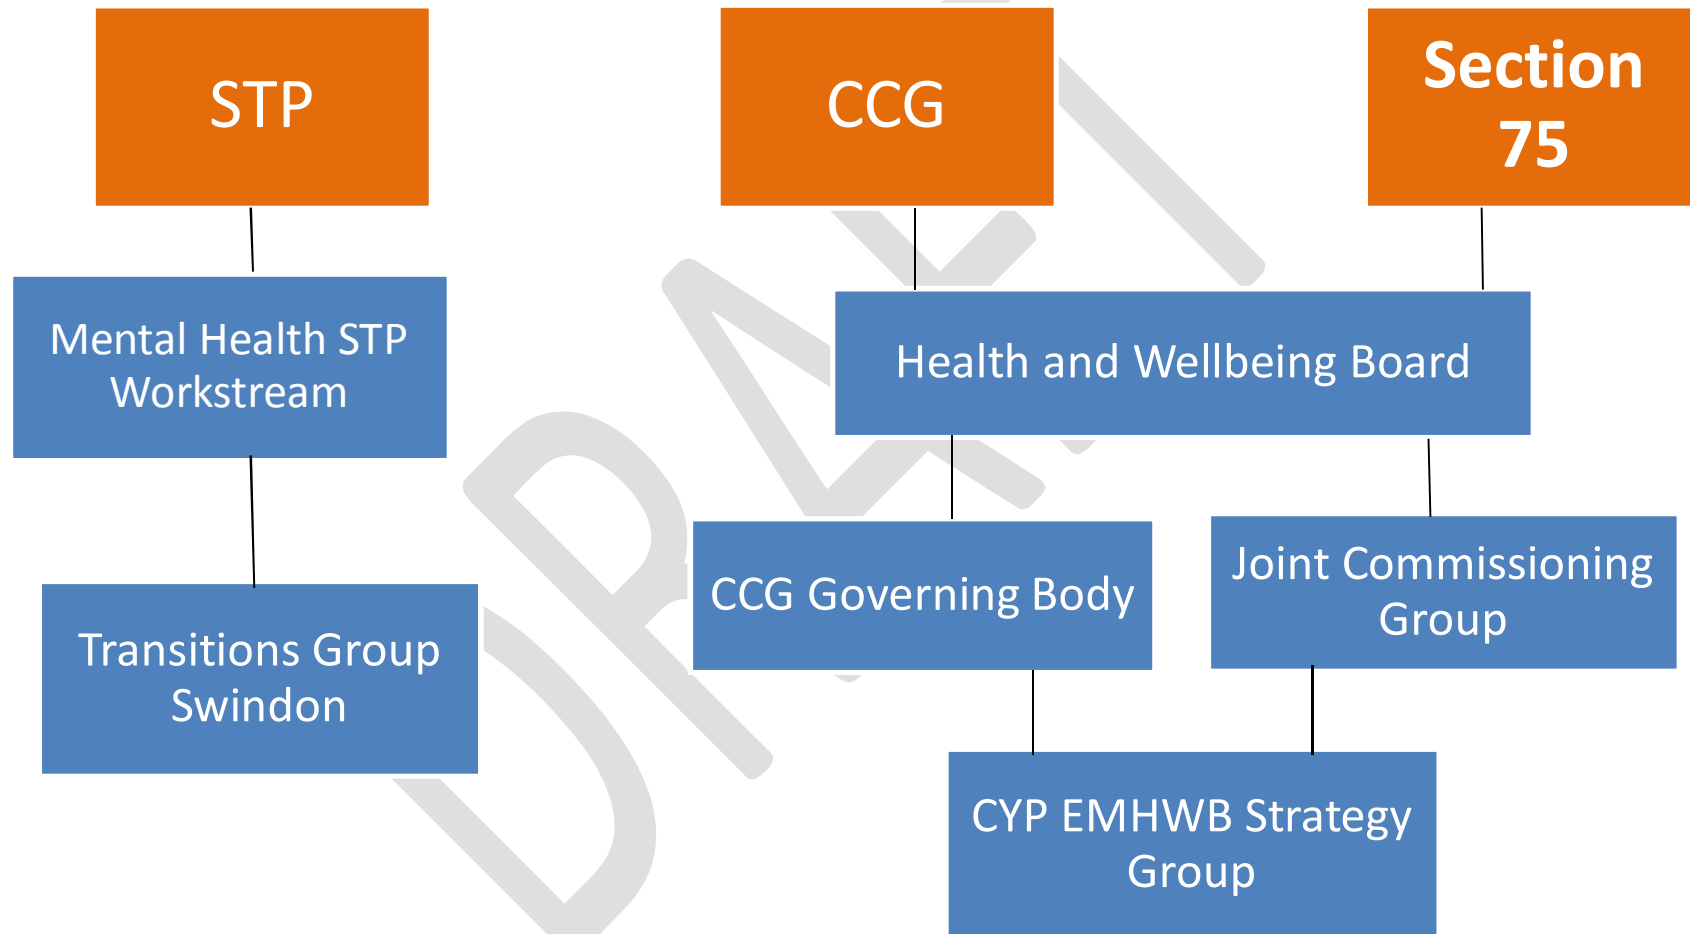 STP
CCG
Section
75
Mental Health STP
Workstream
Health and Wellbeing Board
CCG Governing Body
Joint Commissioning
Group
Transitions Group
Swindon
CYP EMHWB Strategy
Group
DRAFT